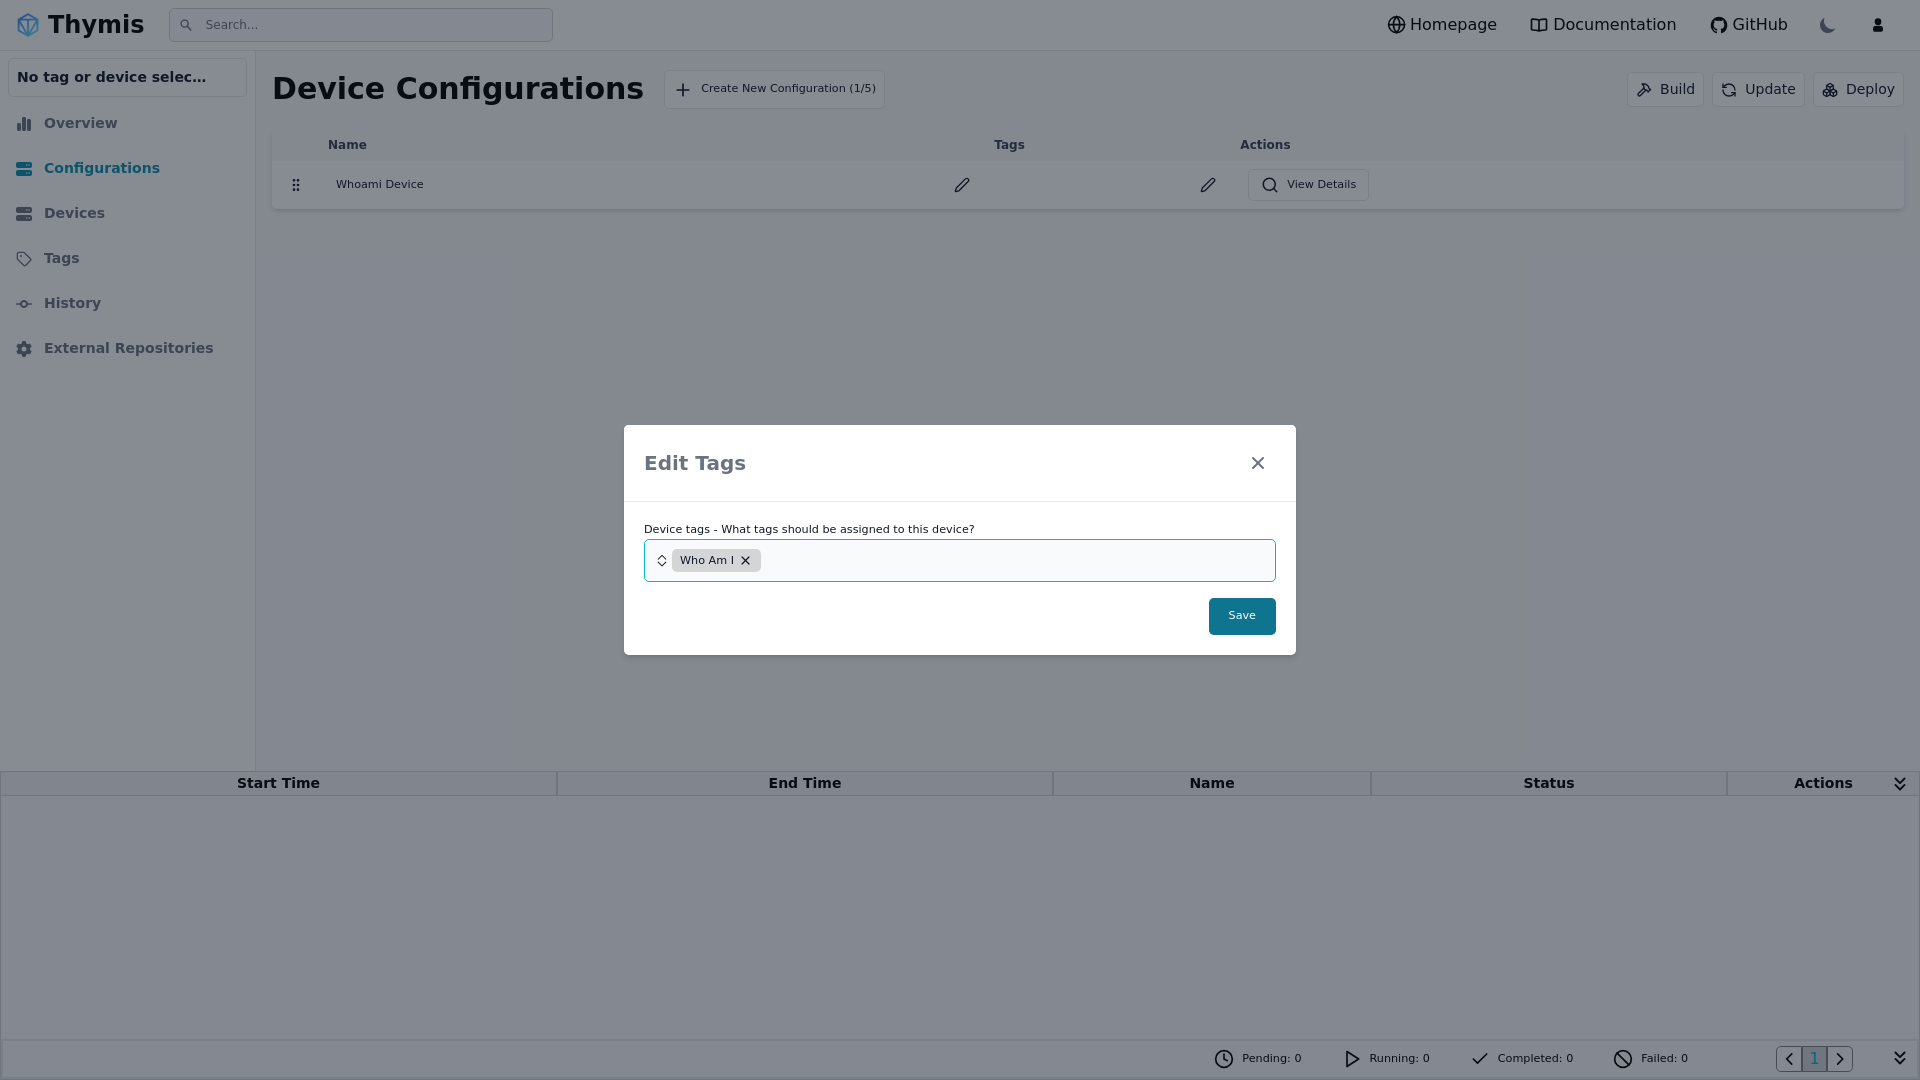 Thymis
Search...
Homepage
Documentation
GitHub
No tag or device selec...
Overview
Configurations
Devices
Tags
History
External Repositories
Device Configurations
Create New Configuration (1/5)
Build
Update
Deploy
Name
Tags
Actions
Whoami Device
View Details
Edit Tags
Device tags - What tags should be assigned to this device?
Who Am I
Save
Start Time
End Time
Name
Status
Actions
Pending: 0
Running: 0
Completed: 0
Failed: 0
1